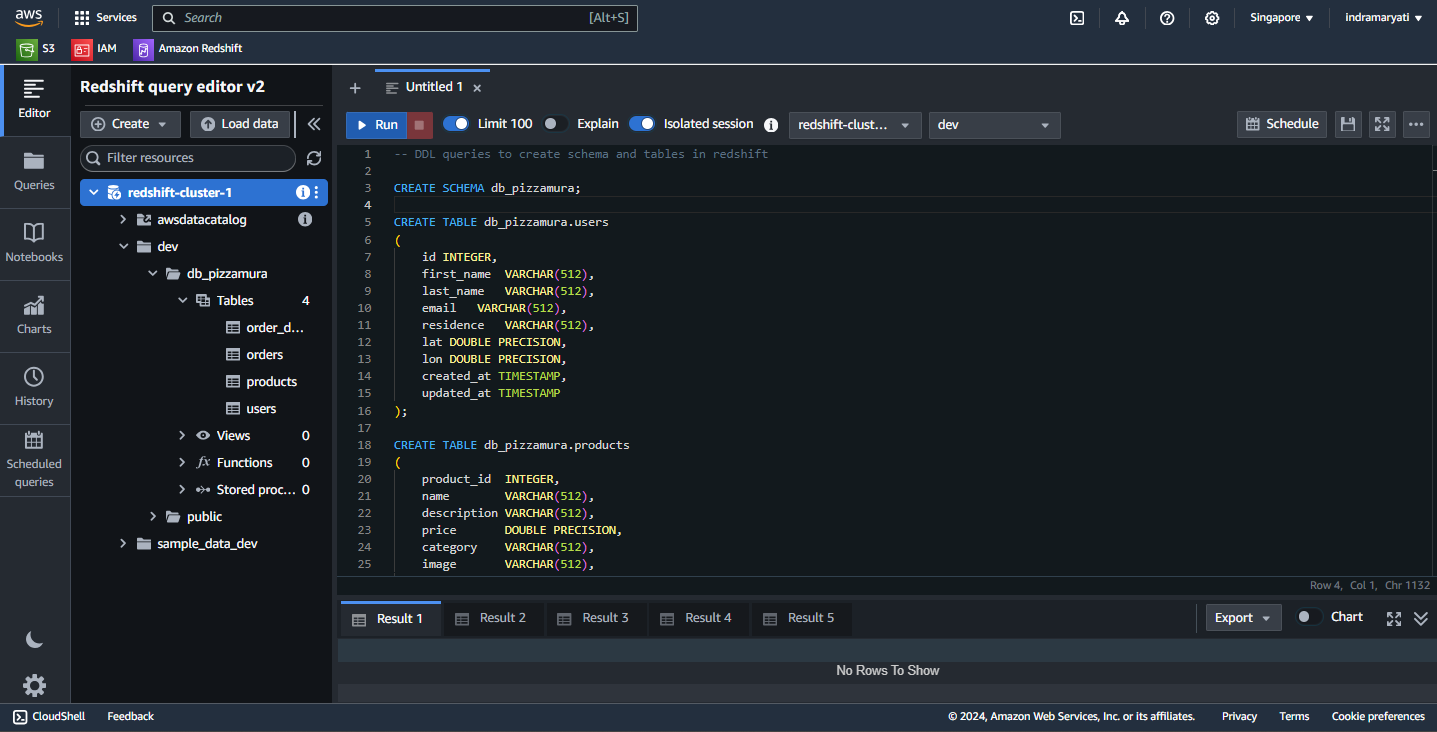 aws
Services
Search
[Alt+S]
Singapore
indramaryati
S3
IAM
Amazon Redshift
Editor
Queries
Notebooks
Charts
History
Scheduled
queries
Redshift query editor v2
Create
Load data
Filter resources
redshift-cluster-1
awsdatacatalog
dev
db_pizzamura
Tables 4
order_d...
orders
products
users
Views 0
fx Functions 0
Stored proc... 0
public
sample_data_dev
Untitled 1
Run
Limit 100
Explain
Isolated session
redshift-clust...
dev
Schedule
1 -- DDL queries to create schema and tables in redshift
2
3 CREATE SCHEMA db_pizzamura;
4
5 CREATE TABLE db_pizzamura.users
6 (
7 id INTEGER,
8 first_name VARCHAR(512),
9 last_name VARCHAR(512),
10 email VARCHAR(512),
11 residence VARCHAR(512),
12 lat DOUBLE PRECISION,
13 lon DOUBLE PRECISION,
14 created_at TIMESTAMP,
15 updated_at TIMESTAMP
16 );
17
18 CREATE TABLE db_pizzamura.products
19 (
20 product_id INTEGER,
21 name VARCHAR(512),
22 description VARCHAR(512),
23 price DOUBLE PRECISION,
24 category VARCHAR(512),
25 image VARCHAR(512),
Row 4, Col 1, Chr 1132
Result 1
Result 2
Result 3
Result 4
Result 5
Export
Chart
No Rows To Show
CloudShell
Feedback
© 2024, Amazon Web Services, Inc. or its affiliates.
Privacy
Terms
Cookie preferences